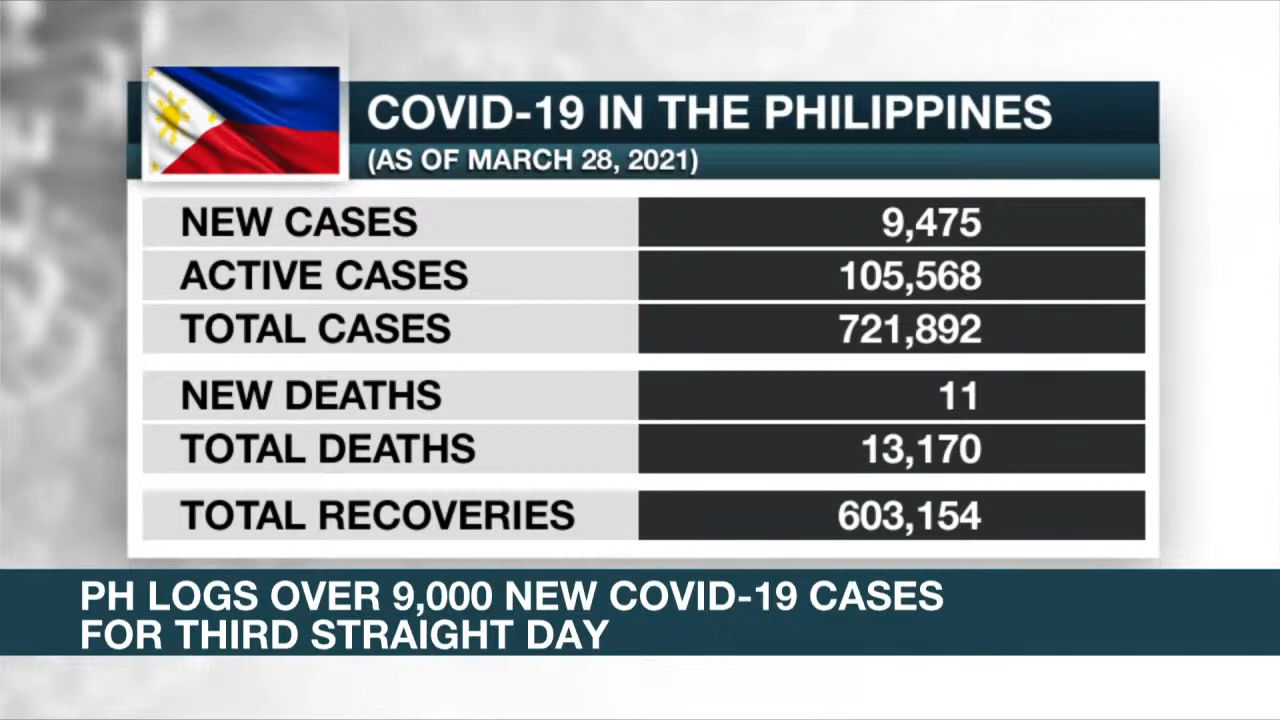 COVID-19 IN THE PHILIPPINES
(AS OF MARCH 28, 2021)
NEW CASES 9,475
ACTIVE CASES 105,568
TOTAL CASES 721,892
NEW DEATHS 11
TOTAL DEATHS 13,170
TOTAL RECOVERIES 603,154
PH LOGS OVER 9,000 NEW COVID-19 CASES
FOR THIRD STRAIGHT DAY